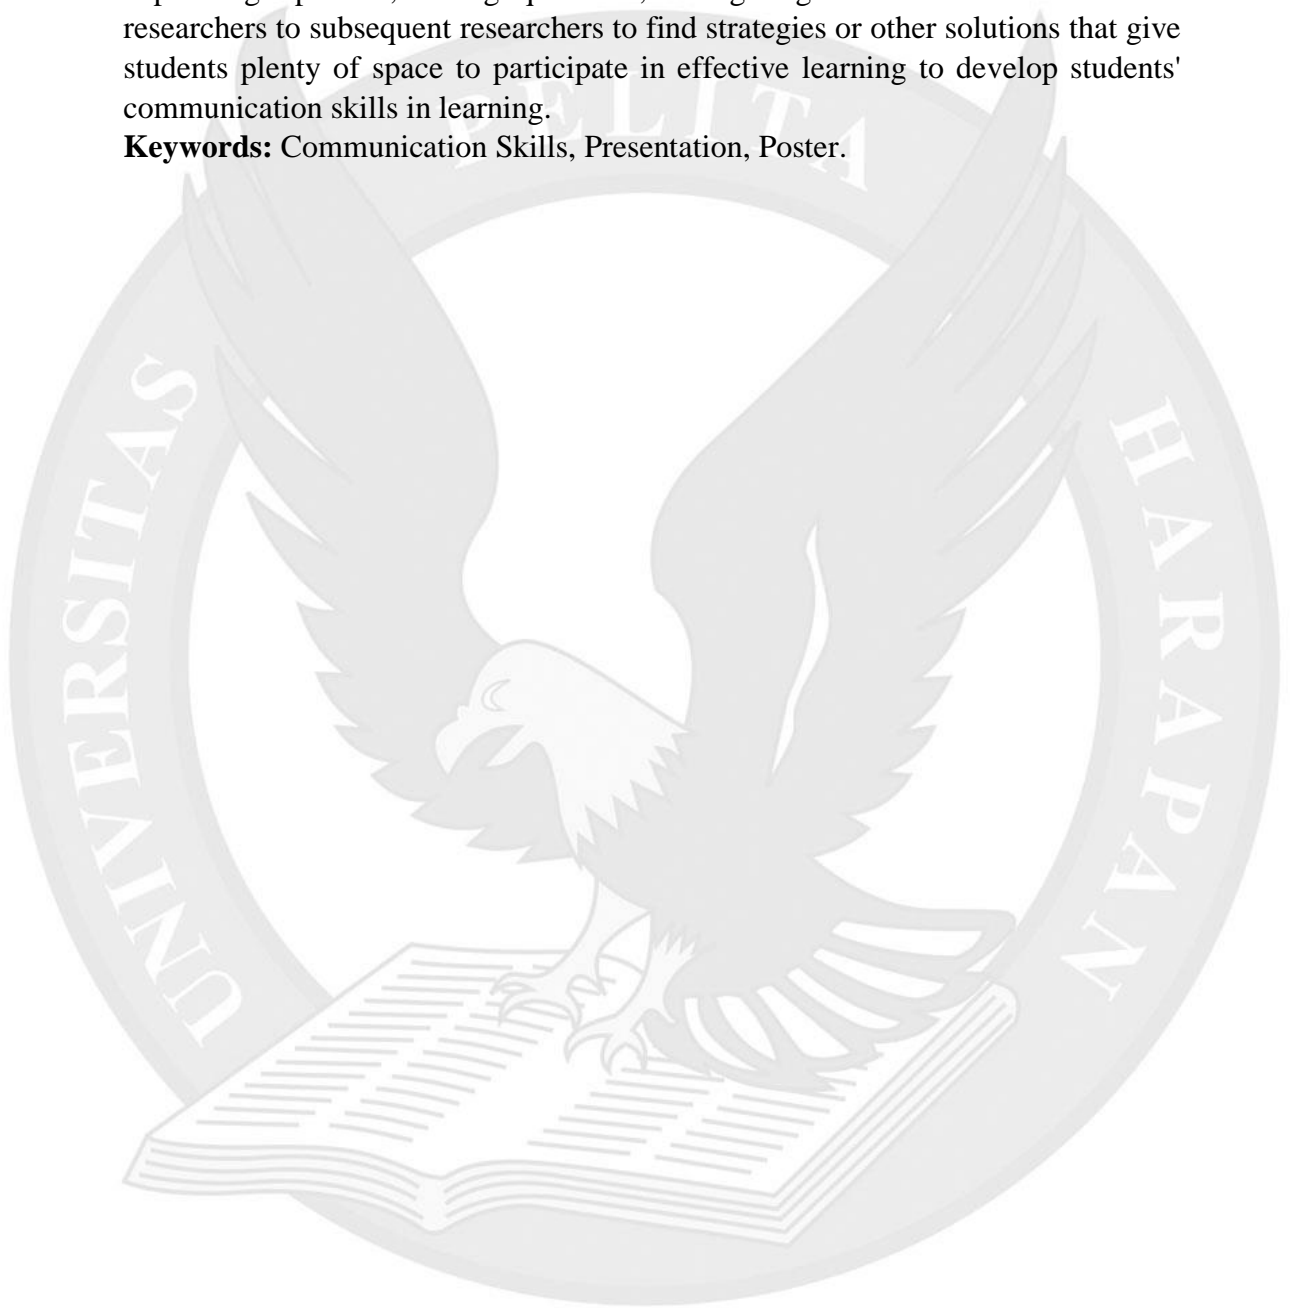 researchers to subsequent researchers to find strategies or other solutions that give
students plenty of space to participate in effective learning to develop students'
communication skills in learning.
Keywords: Communication Skills, Presentation, Poster.
PELITA
UNIVERSITAS
HARAPAN